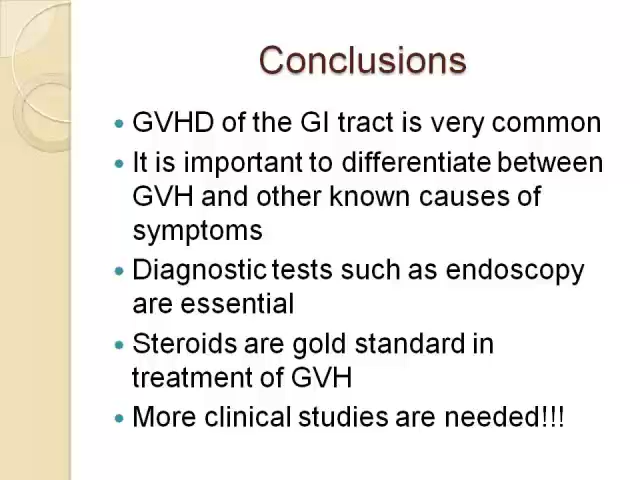 Conclusions
GVHD of the GI tract is very common
It is important to differentiate between
GVH and other known causes of
symptoms
Diagnostic tests such as endoscopy
are essential
Steroids are gold standard in
treatment of GVH
More clinical studies are needed!!!